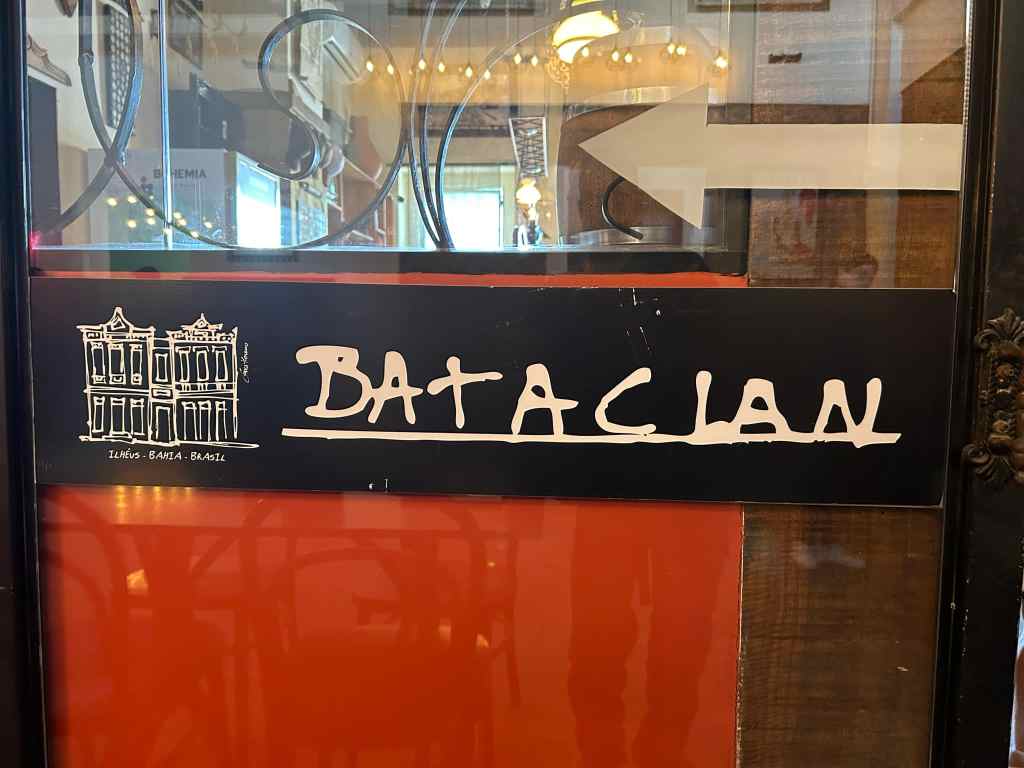 BOHEMIA
BATACLAN
ILHÉUS - BAHIA - BRASIL